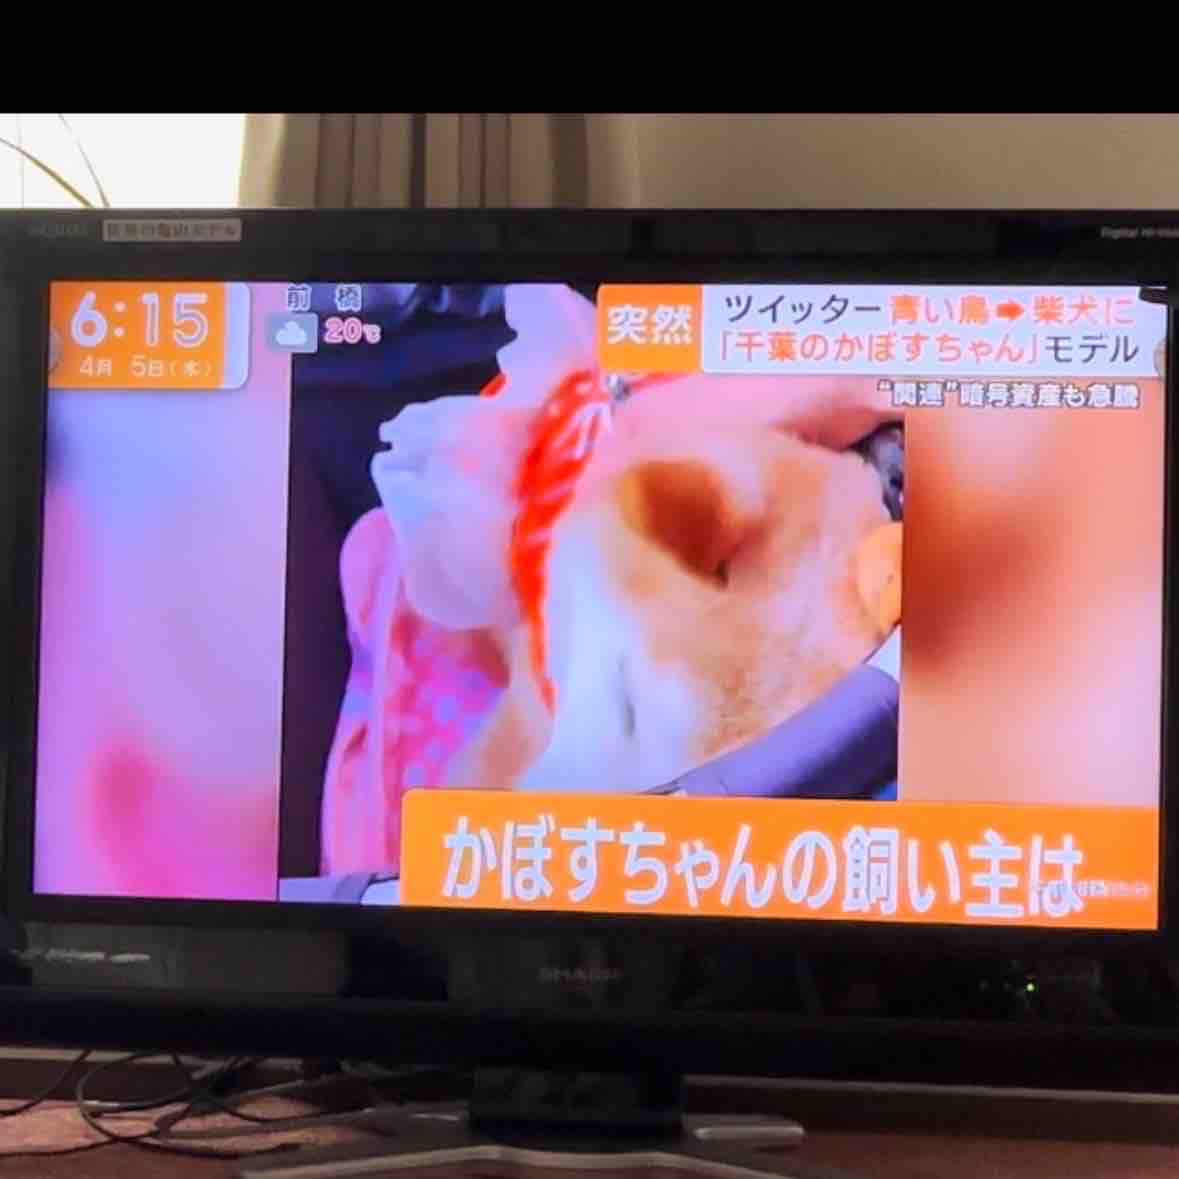 6:15
4月 5日(水)
前橋
20℃
突然
ツイッター青い鳥➡柴犬に
「千葉のかぼすちゃん」モデル
“関連”暗号資産も急騰
かぼすちゃんの飼い主は
SHARP